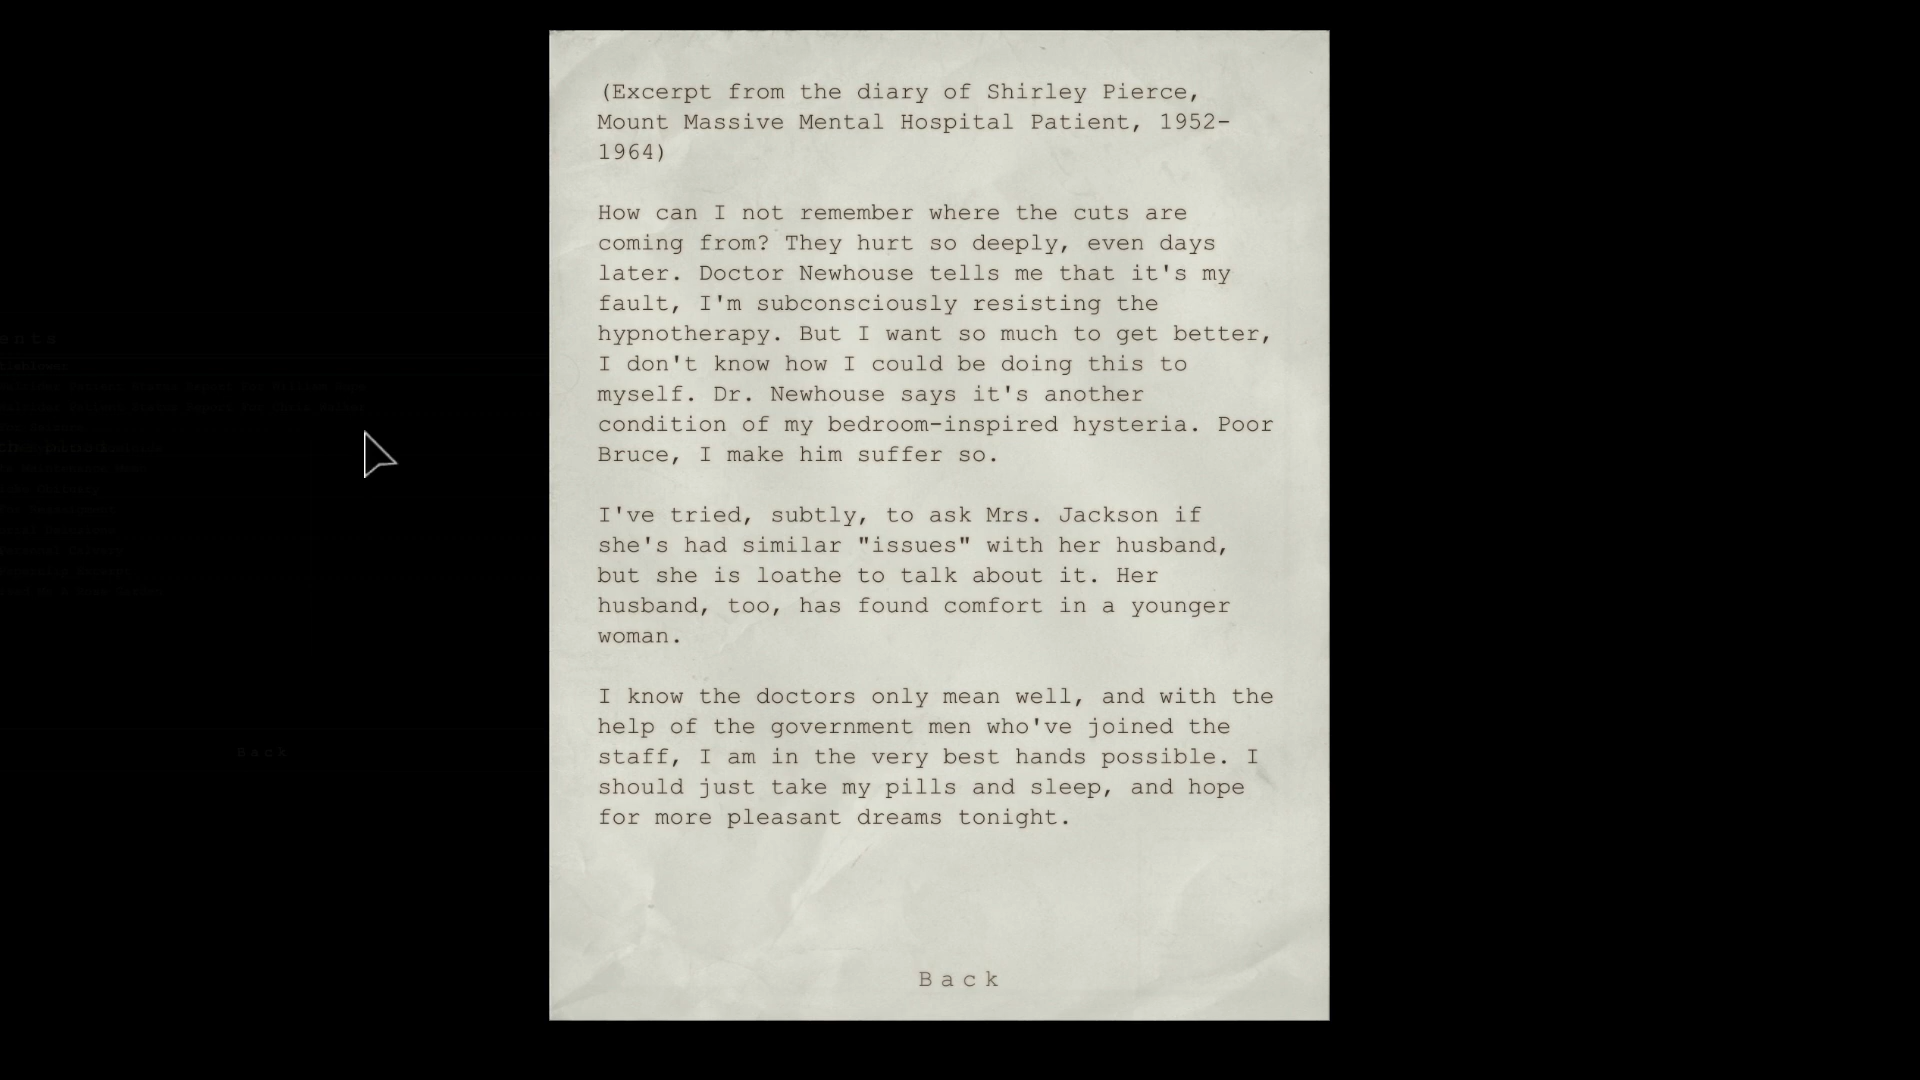 (Excerpt from the diary of Shirley Pierce,
Mount Massive Mental Hospital Patient, 1952-
1964)
How can I not remember where the cuts are
coming from? They hurt so deeply, even days
later. Doctor Newhouse tells me that it's my
fault, I'm subconsciously resisting the
hypnotherapy. But I want so much to get better,
I don't know how I could be doing this to
myself. Dr. Newhouse says it's another
condition of my bedroom-inspired hysteria. Poor
Bruce, I make him suffer so.
I've tried, subtly, to ask Mrs. Jackson if
she's had similar "issues" with her husband,
but she is loathe to talk about it. Her
husband, too, has found comfort in a younger
woman.
I know the doctors only mean well, and with the
help of the government men who've joined the
staff, I am in the very best hands possible. I
should just take my pills and sleep, and hope
for more pleasant dreams tonight.
Back
ents
Back